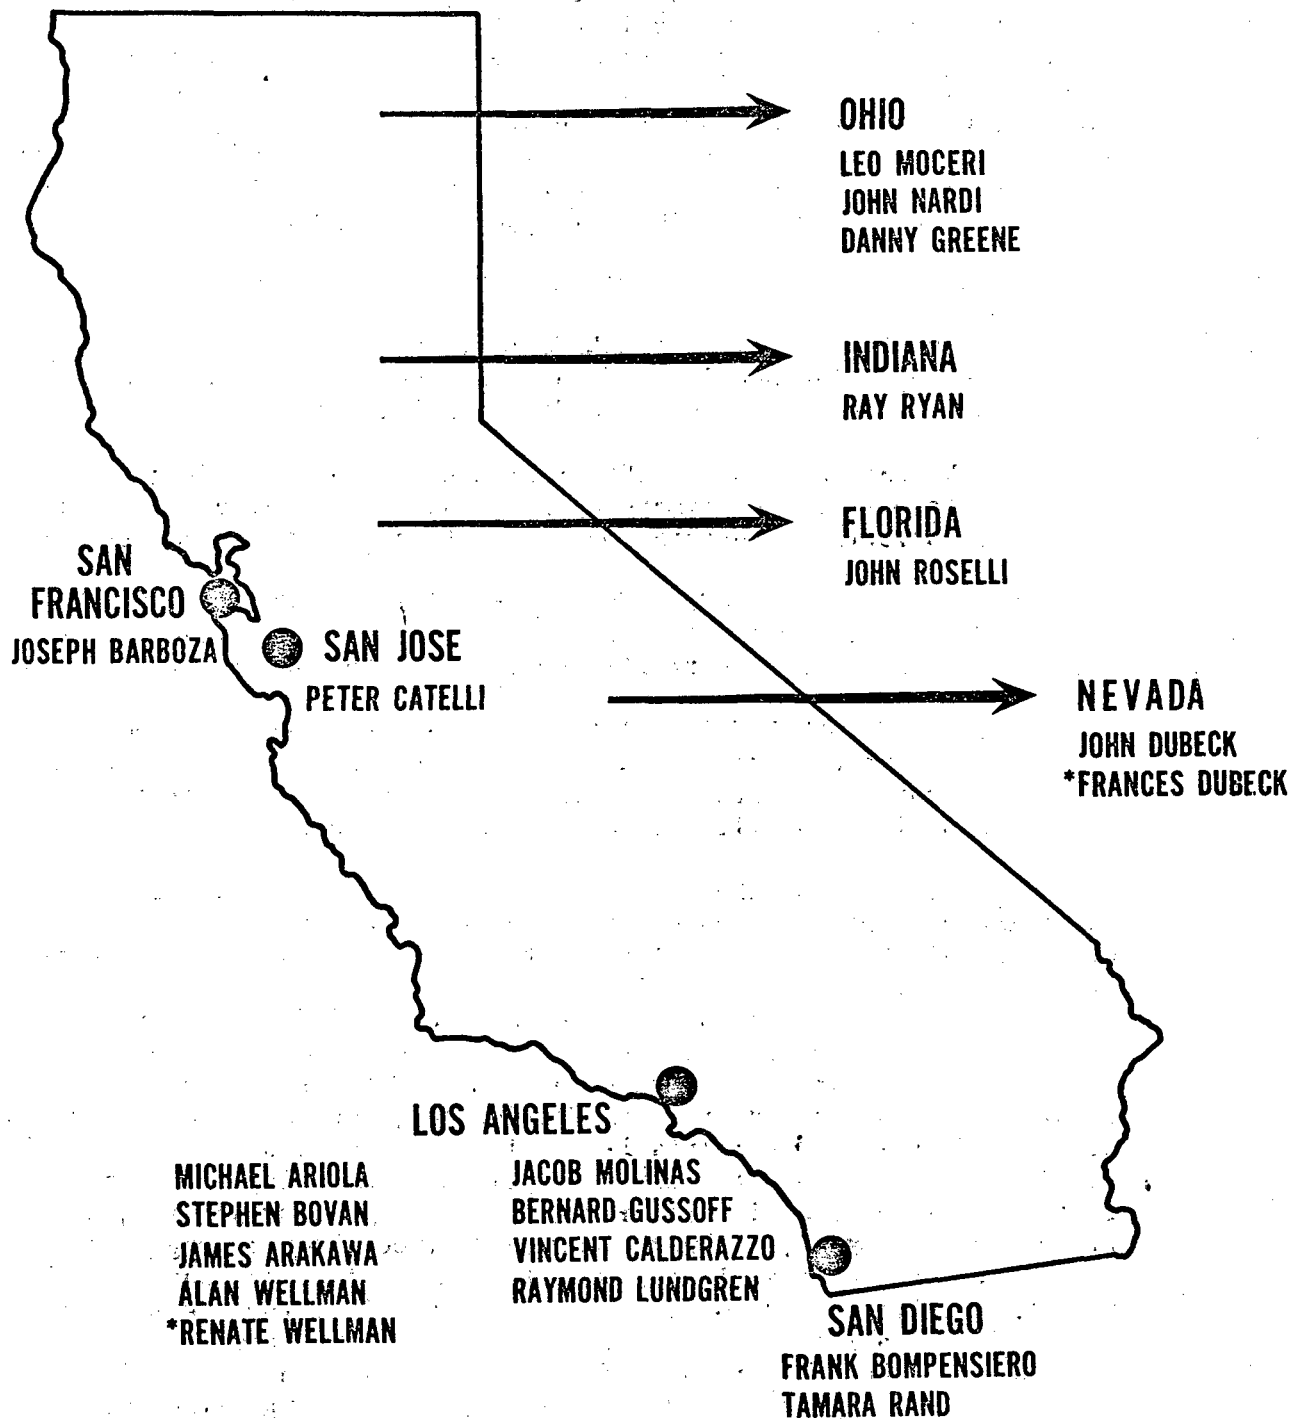 OHIO
LEO MOCERI
JOHN NARDI
DANNY GREENE
INDIANA
RAY RYAN
FLORIDA
JOHN ROSELLI
SAN
FRANCISCO
JOSEPH BARBOZA
SAN JOSE
PETER CATELLI
NEVADA
JOHN DUBECK
*FRANCES DUBECK
LOS ANGELES
MICHAEL ARIOLA
STEPHEN BOVAN
JAMES ARAKAWA
ALAN WELLMAN
*RENATE WELLMAN
JACOB MOLINAS
BERNARD GUSSOFF
VINCENT CALDERAZZO
RAYMOND LUNDGREN
SAN DIEGO
FRANK BOMPENSIERO
TAMARA RAND